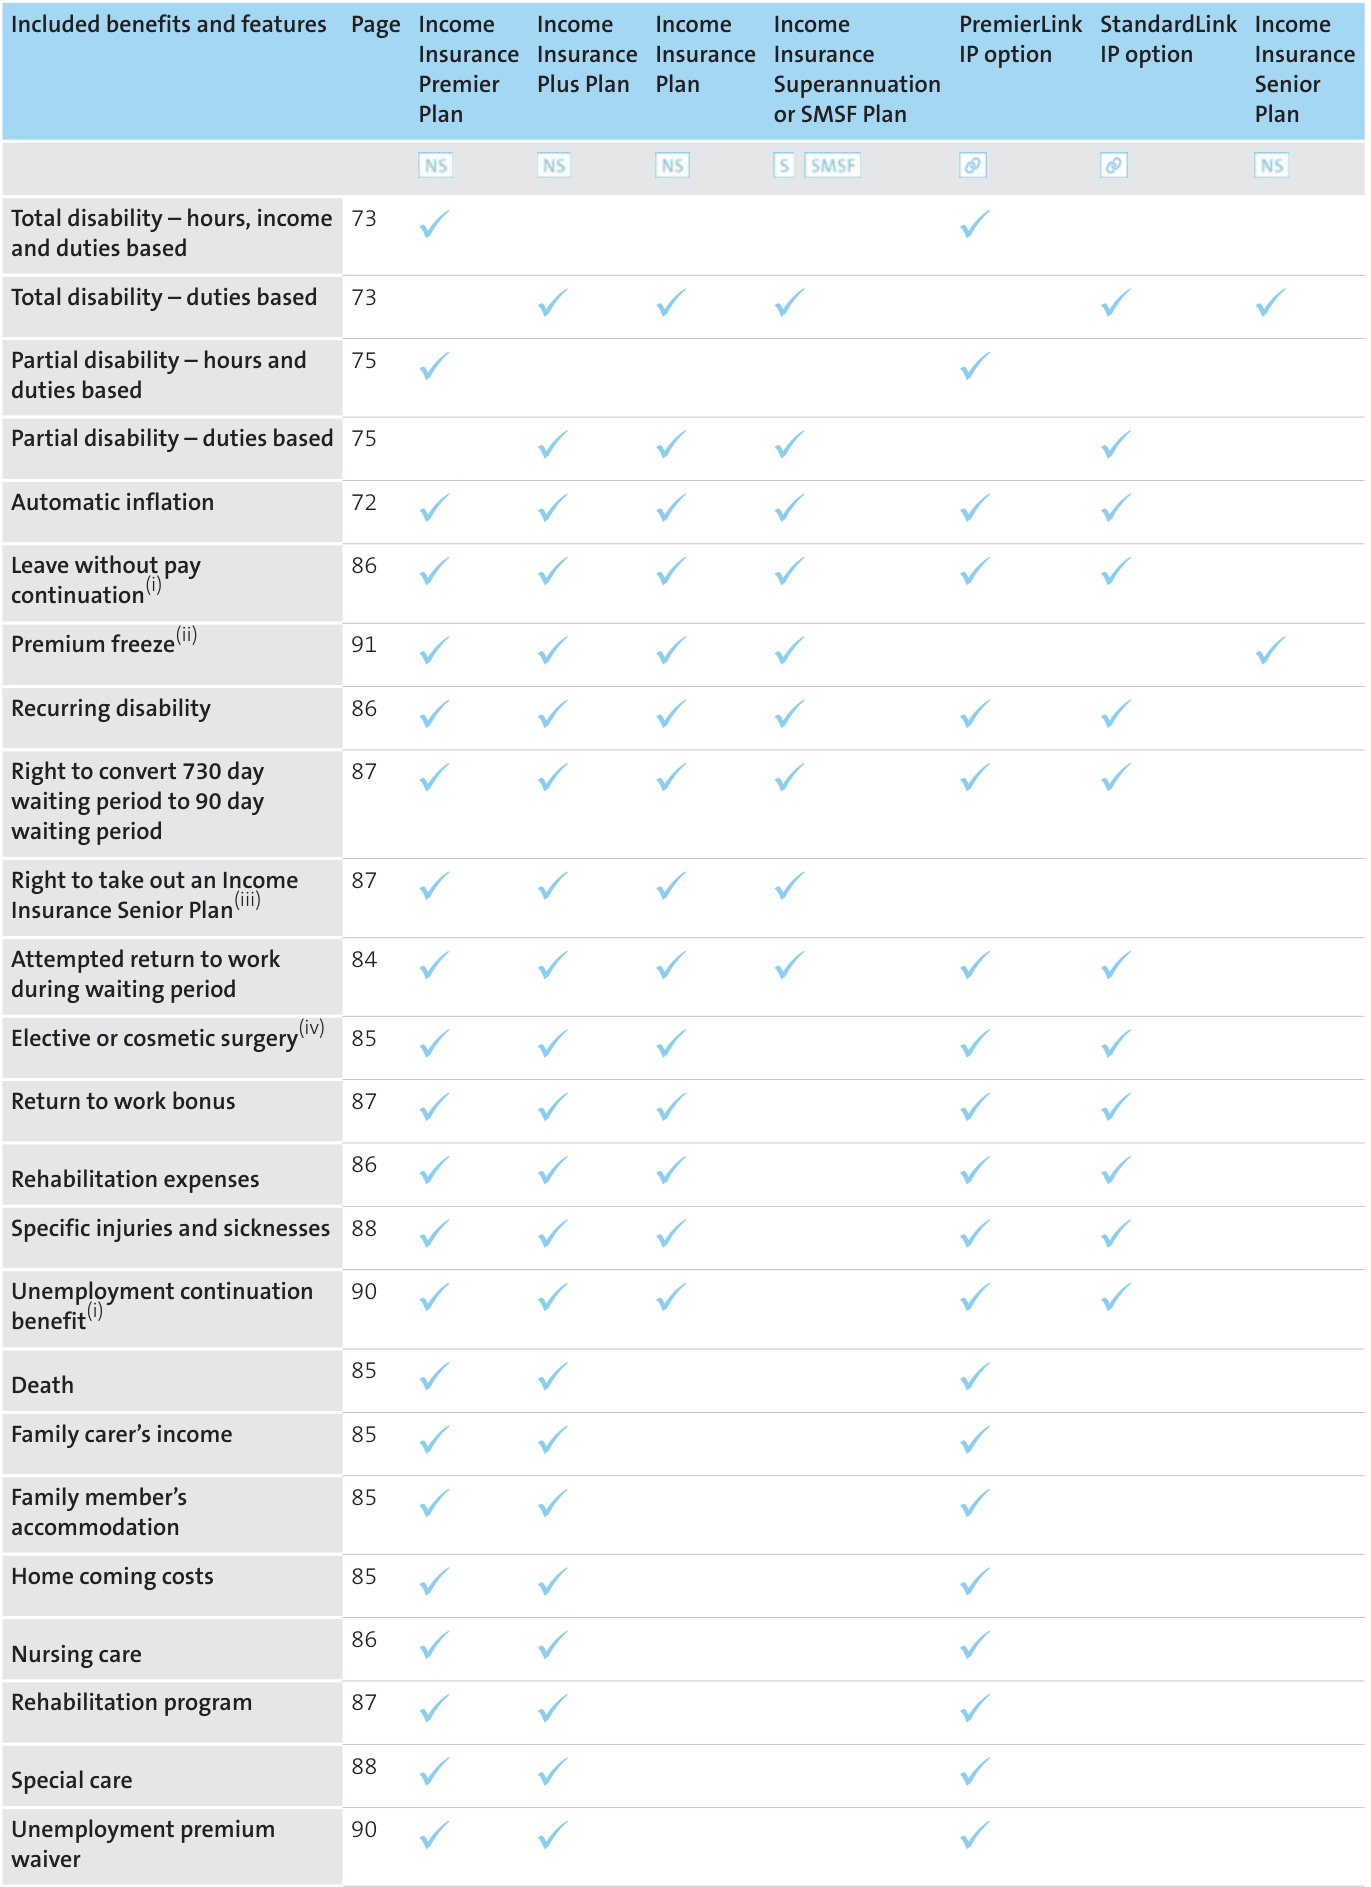 Included benefits and features Page Income Income Income Income PremierLink StandardLink Income
Insurance Insurance Insurance Insurance IP option IP option Insurance
Premier Plus Plan Plan Superannuation Senior
Plan or SMSF Plan Plan
NS NS NS S SMSF NS
Total disability – hours, income 73 ✓ ✓
and duties based
Total disability – duties based 73 ✓ ✓ ✓ ✓ ✓
Partial disability – hours and 75 ✓ ✓
duties based
Partial disability – duties based 75 ✓ ✓ ✓ ✓
Automatic inflation 72 ✓ ✓ ✓ ✓ ✓ ✓
Leave without pay 86 ✓ ✓ ✓ ✓ ✓ ✓
continuation(i)
Premium freeze(ii) 91 ✓ ✓ ✓ ✓ ✓
Recurring disability 86 ✓ ✓ ✓ ✓ ✓ ✓
Right to convert 730 day 87 ✓ ✓ ✓ ✓ ✓ ✓
waiting period to 90 day
waiting period
Right to take out an Income 87 ✓ ✓ ✓ ✓
Insurance Senior Plan(iii)
Attempted return to work 84 ✓ ✓ ✓ ✓ ✓ ✓
during waiting period
Elective or cosmetic surgery(iv) 85 ✓ ✓ ✓ ✓ ✓
Return to work bonus 87 ✓ ✓ ✓ ✓ ✓
Rehabilitation expenses 86 ✓ ✓ ✓ ✓ ✓
Specific injuries and sicknesses 88 ✓ ✓ ✓ ✓ ✓
Unemployment continuation 90 ✓ ✓ ✓ ✓ ✓
benefit(i)
Death 85 ✓ ✓ ✓
Family carer’s income 85 ✓ ✓ ✓
Family member’s 85 ✓ ✓ ✓
accommodation
Home coming costs 85 ✓ ✓ ✓
Nursing care 86 ✓ ✓ ✓
Rehabilitation program 87 ✓ ✓ ✓
Special care 88 ✓ ✓ ✓
Unemployment premium 90 ✓ ✓ ✓
waiver